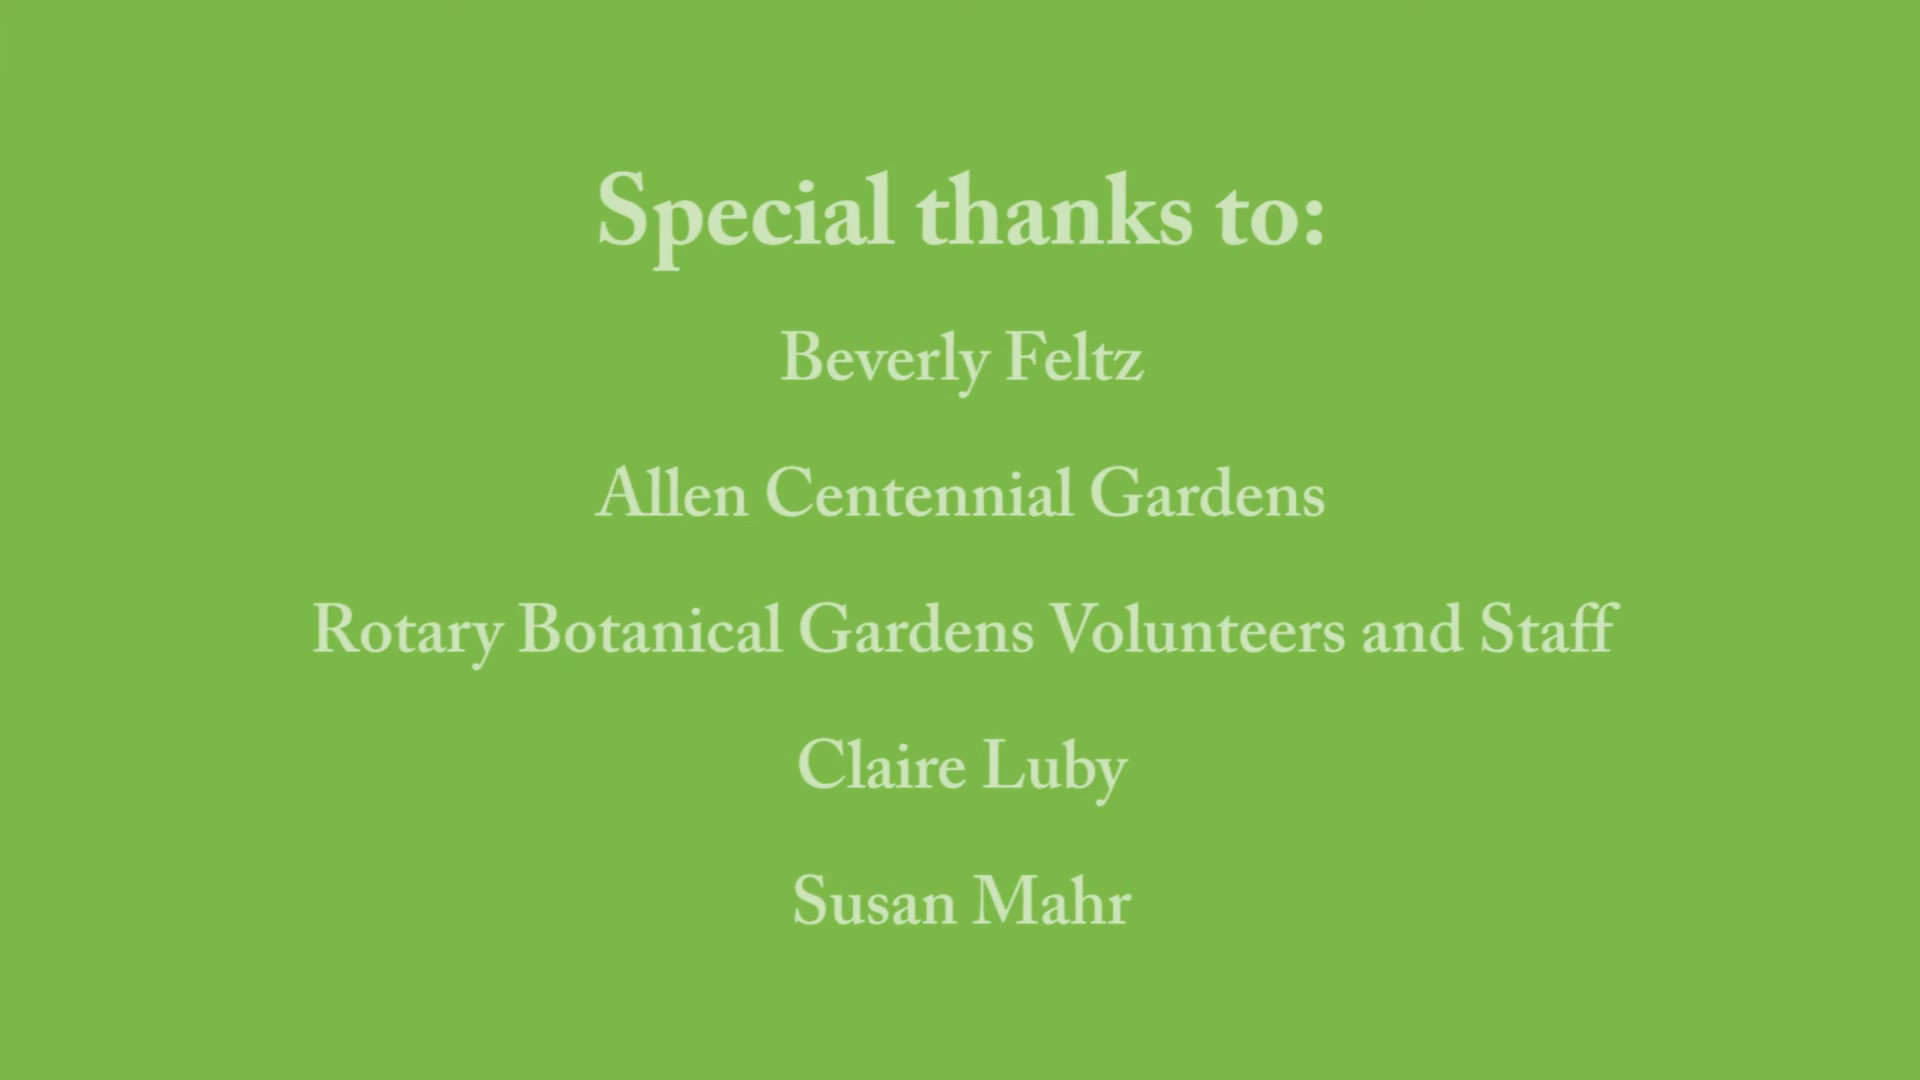 Special thanks to:
Beverly Feltz
Allen Centennial Gardens
Rotary Botanical Gardens Volunteers and Staff
Claire Luby
Susan Mahr